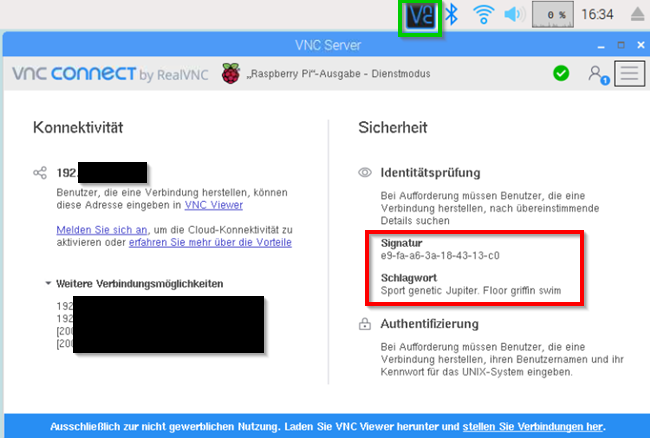 VNC
0 %
16:34
VNC Server
VNC CONNECT by RealVNC
„Raspberry Pi“-Ausgabe - Dienstmodus
1
Konnektivität
192.
Benutzer, die eine Verbindung herstellen, können
diese Adresse eingeben in VNC Viewer
Melden Sie sich an, um die Cloud-Konnektivität zu
aktivieren oder erfahren Sie mehr über die Vorteile
Weitere Verbindungsmöglichkeiten
192
192
[200
[200
Sicherheit
Identitätsprüfung
Bei Aufforderung müssen Benutzer, die eine
Verbindung herstellen, nach übereinstimmende
Details suchen
Signatur
e9-fa-a6-3a-18-43-13-c0
Schlagwort
Sport genetic Jupiter. Floor griffin swim
Authentifizierung
Bei Aufforderung müssen Benutzer, die eine
Verbindung herstellen, ihren Benutzernamen und ihr
Kennwort für das UNIX-System eingeben.
Ausschließlich zur nicht gewerblichen Nutzung. Laden Sie VNC Viewer herunter und stellen Sie Verbindungen her.